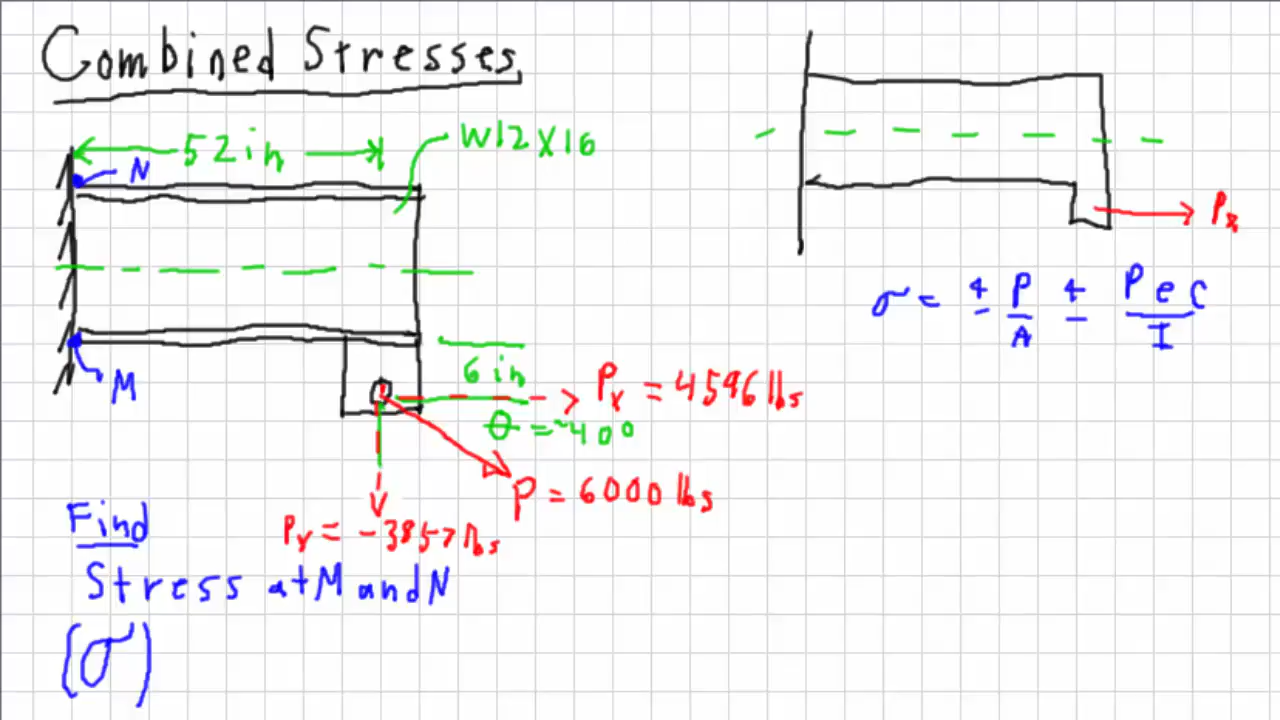 Combined Stresses
52 in
W12X16
N
M
6 in
Px = 4596 lbs
θ = -40°
P = 6000 lbs
Py = -3857 lbs
Find
Stress at M and N
(σ)
Px
σ = ± P/A ± Pec/I